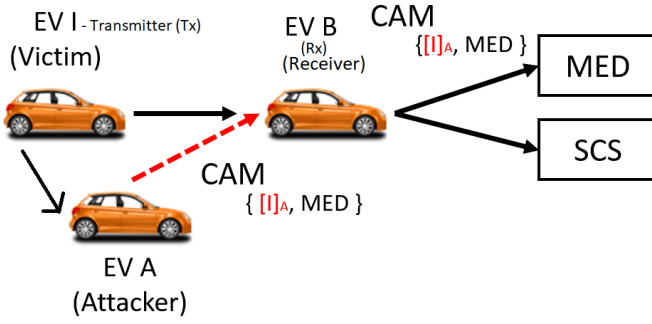 EV I - Transmitter (Tx)
(Victim)
EV B
(Rx)
(Receiver)
CAM
{[I]A, MED }
MED
SCS
CAM
{ [I]A, MED }
EV A
(Attacker)